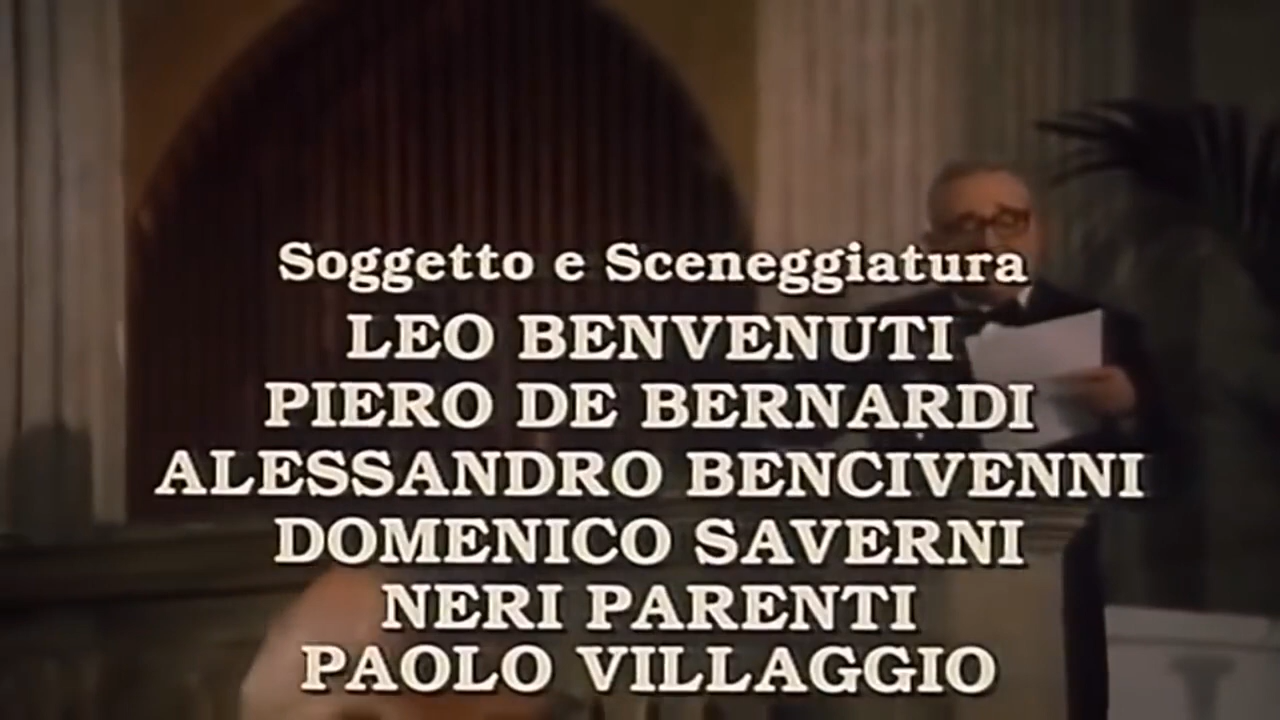 Soggetto e Sceneggiatura
LEO BENVENUTI
PIERO DE BERNARDI
ALESSANDRO BENCIVENNI
DOMENICO SAVERNI
NERI PARENTI
PAOLO VILLAGGIO